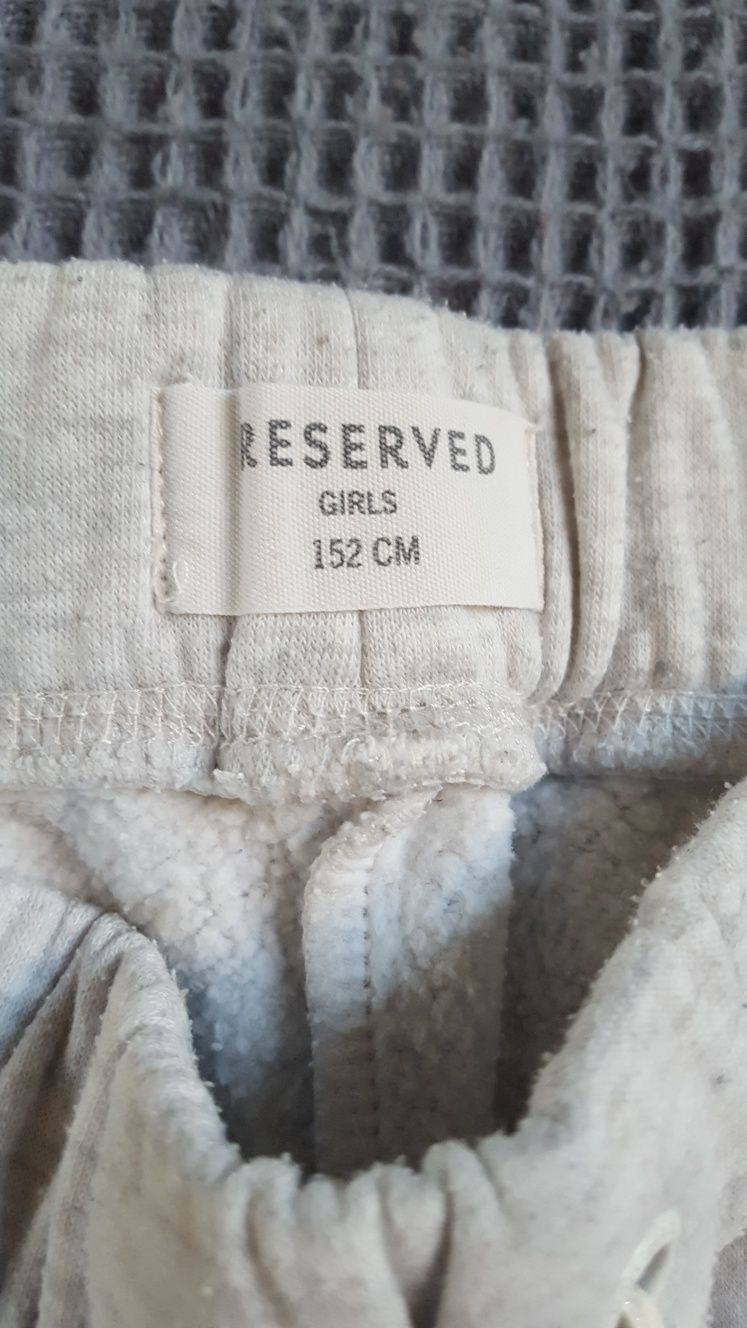 RESERVED
GIRLS
152 CM